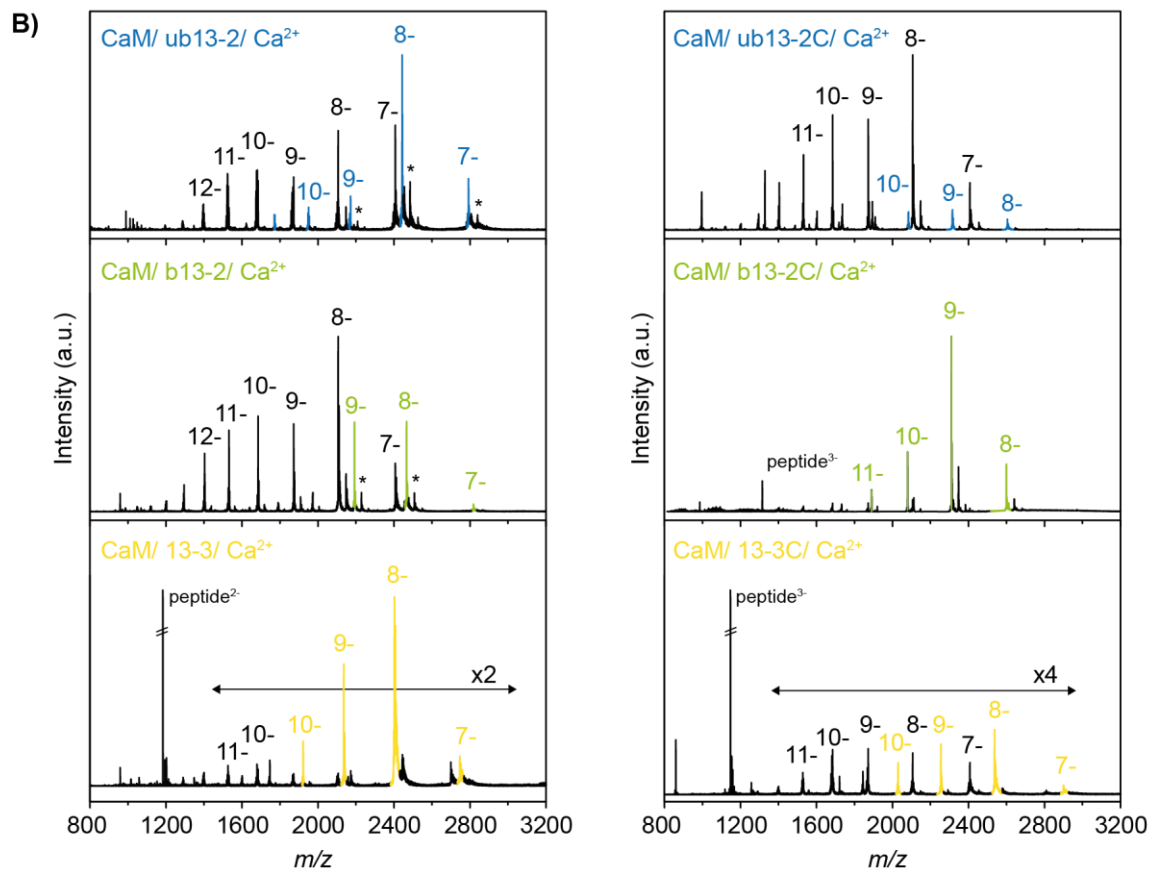 B)
CaM/ ub13-2/ Ca²⁺
12-
11-
10-
9-
8-
7-
10-
9-
8-
7-
*
*
*
CaM/ ub13-2C/ Ca²⁺
11-
10-
9-
8-
7-
10-
9-
8-
Intensity (a.u.)
CaM/ b13-2/ Ca²⁺
12-
11-
10-
9-
8-
7-
9-
8-
7-
*
*
Intensity (a.u.)
CaM/ b13-2C/ Ca²⁺
peptide³⁻
11-
10-
9-
8-
CaM/ 13-3/ Ca²⁺
peptide²⁻
11-
10-
10-
9-
8-
7-
x2
CaM/ 13-3C/ Ca²⁺
peptide³⁻
11-
10-
9-
8-
7-
10-
9-
8-
7-
x4
800 1200 1600 2000 2400 2800 3200
m/z
800 1200 1600 2000 2400 2800 3200
m/z